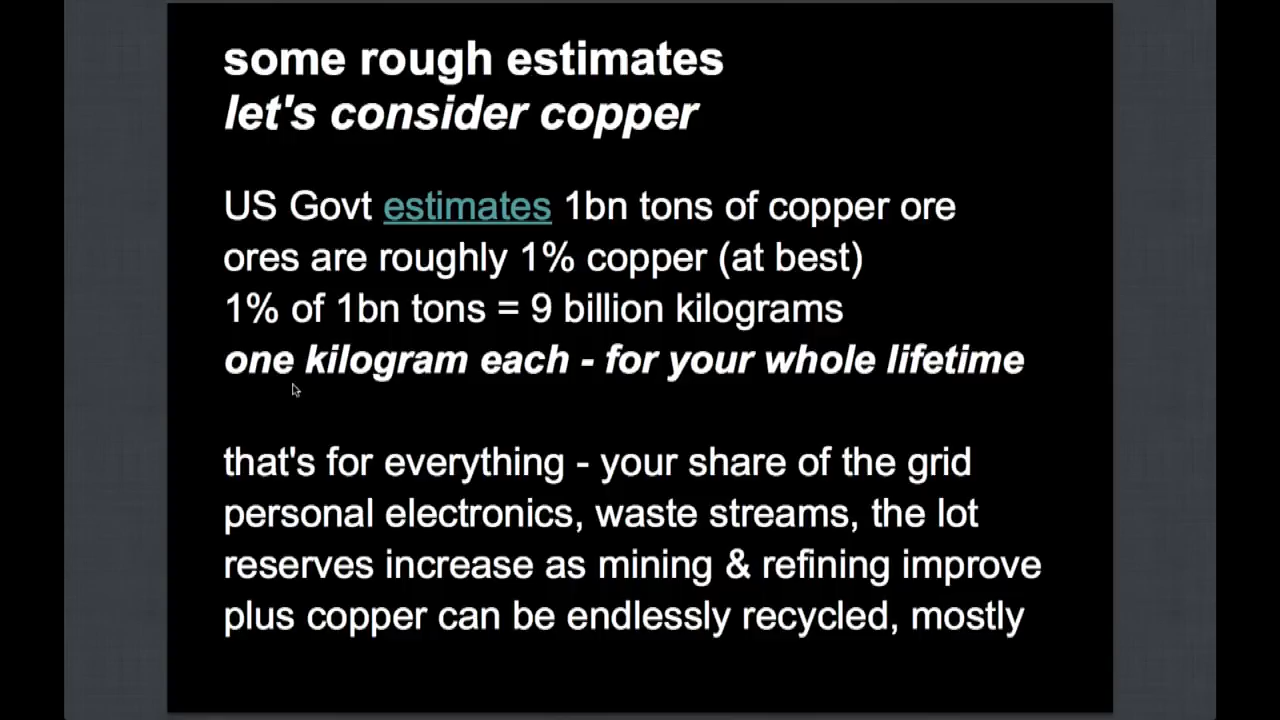 some rough estimates
let's consider copper
US Govt estimates 1bn tons of copper ore
ores are roughly 1% copper (at best)
1% of 1bn tons = 9 billion kilograms
one kilogram each - for your whole lifetime
that's for everything - your share of the grid
personal electronics, waste streams, the lot
reserves increase as mining & refining improve
plus copper can be endlessly recycled, mostly